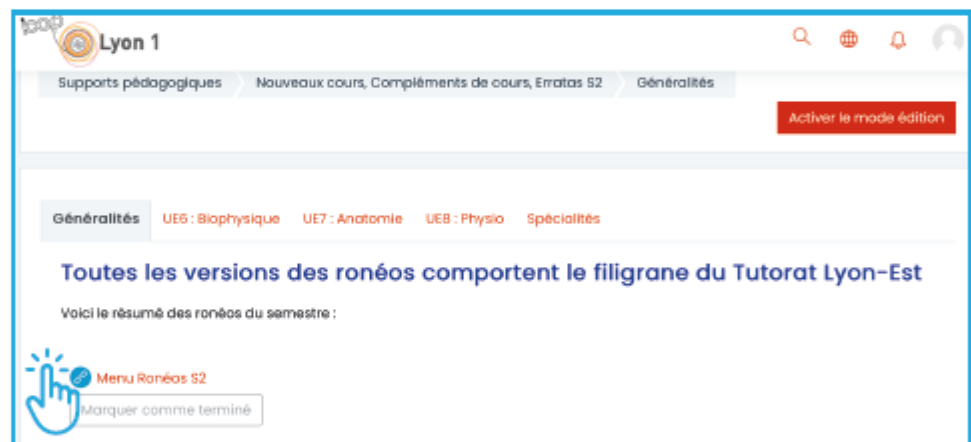 icap
Lyon 1
Supports pédagogiques Nouveaux cours, Compléments de cours, Erratas S2 Généralités
Activer le mode édition
Généralités UE6 : Biophysique UE7 : Anatomie UE8 : Physio Spécialités
Toutes les versions des ronéos comportent le filigrane du Tutorat Lyon-Est
Voici le résumé des ronéos du semestre :
Menu Ronéos S2
Marquer comme terminé